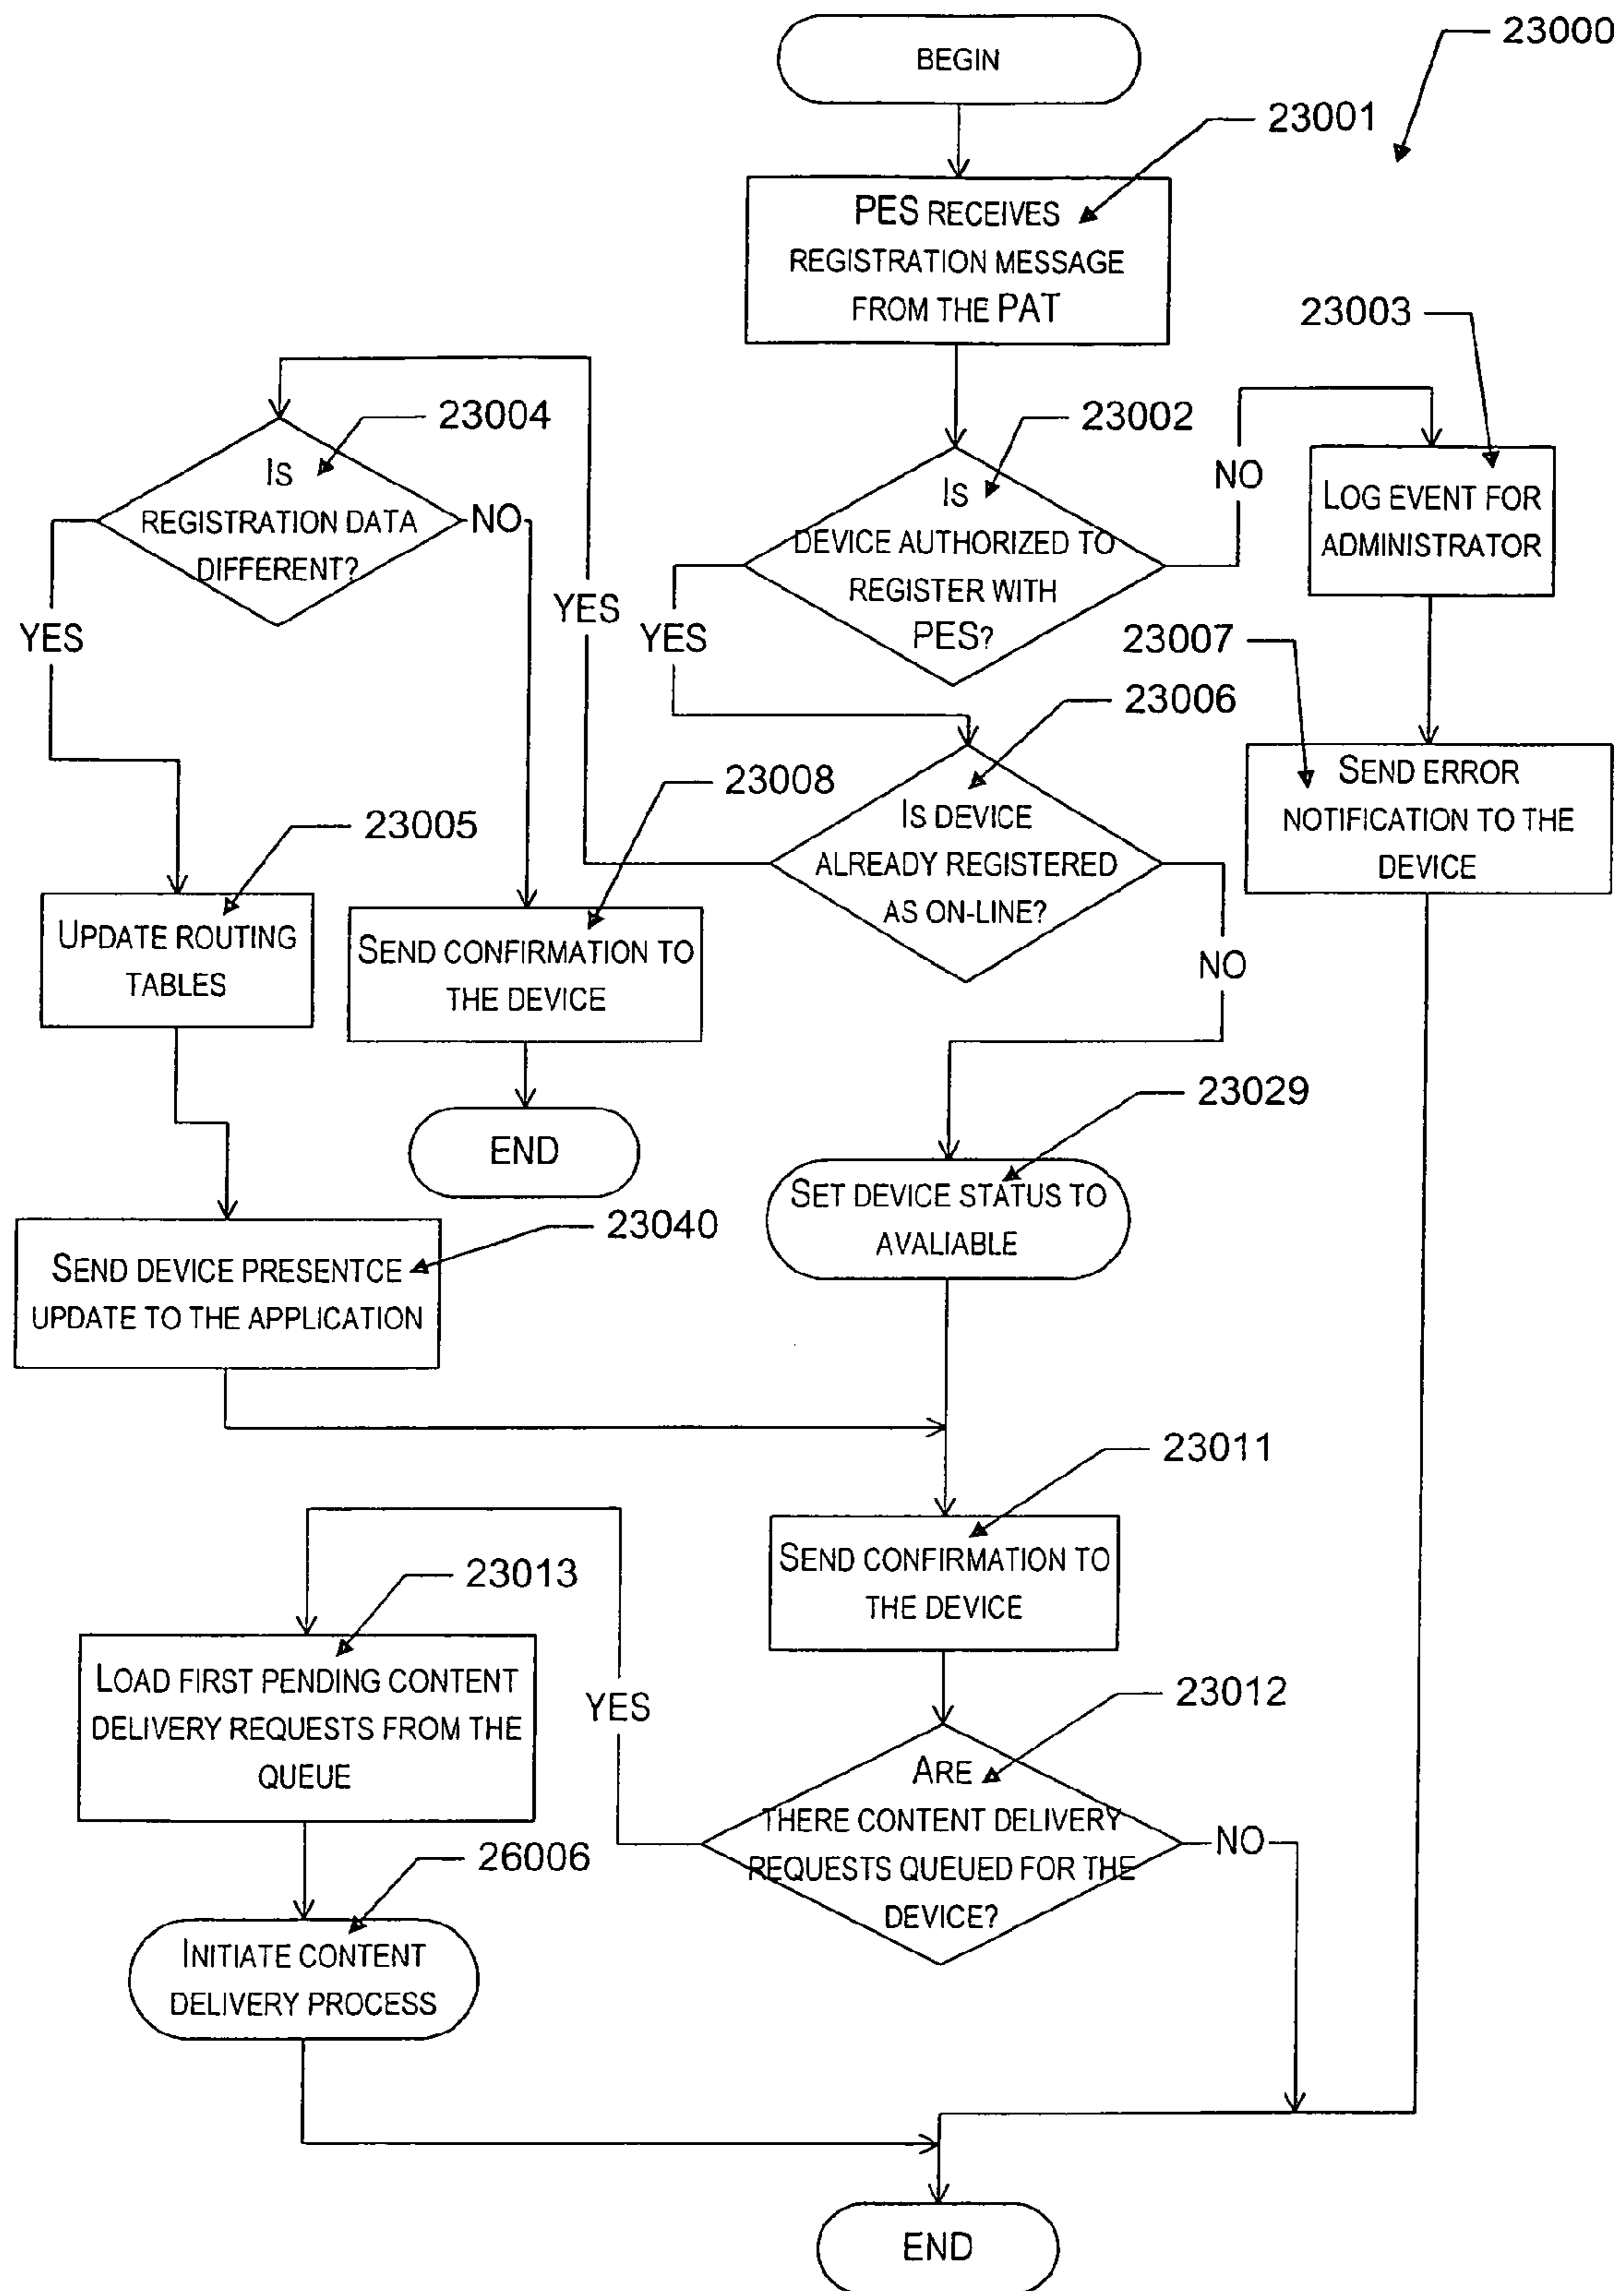 23000
BEGIN
23001
PES RECEIVES
REGISTRATION MESSAGE
FROM THE PAT
23003
23004
23002
NO
IS
REGISTRATION DATA
DIFFERENT?
NO
IS
DEVICE AUTHORIZED TO
REGISTER WITH
PES?
LOG EVENT FOR
ADMINISTRATOR
YES
YES
YES
23007
23006
23008
SEND ERROR
NOTIFICATION TO THE
DEVICE
23005
IS DEVICE
ALREADY REGISTERED
AS ON-LINE?
UPDATE ROUTING
TABLES
SEND CONFIRMATION TO
THE DEVICE
NO
23029
END
SET DEVICE STATUS TO
AVALIABLE
23040
SEND DEVICE PRESENTCE
UPDATE TO THE APPLICATION
23011
SEND CONFIRMATION TO
THE DEVICE
23013
LOAD FIRST PENDING CONTENT
DELIVERY REQUESTS FROM THE
QUEUE
YES
23012
ARE
THERE CONTENT DELIVERY
REQUESTS QUEUED FOR THE
DEVICE?
NO
26006
INITIATE CONTENT
DELIVERY PROCESS
END